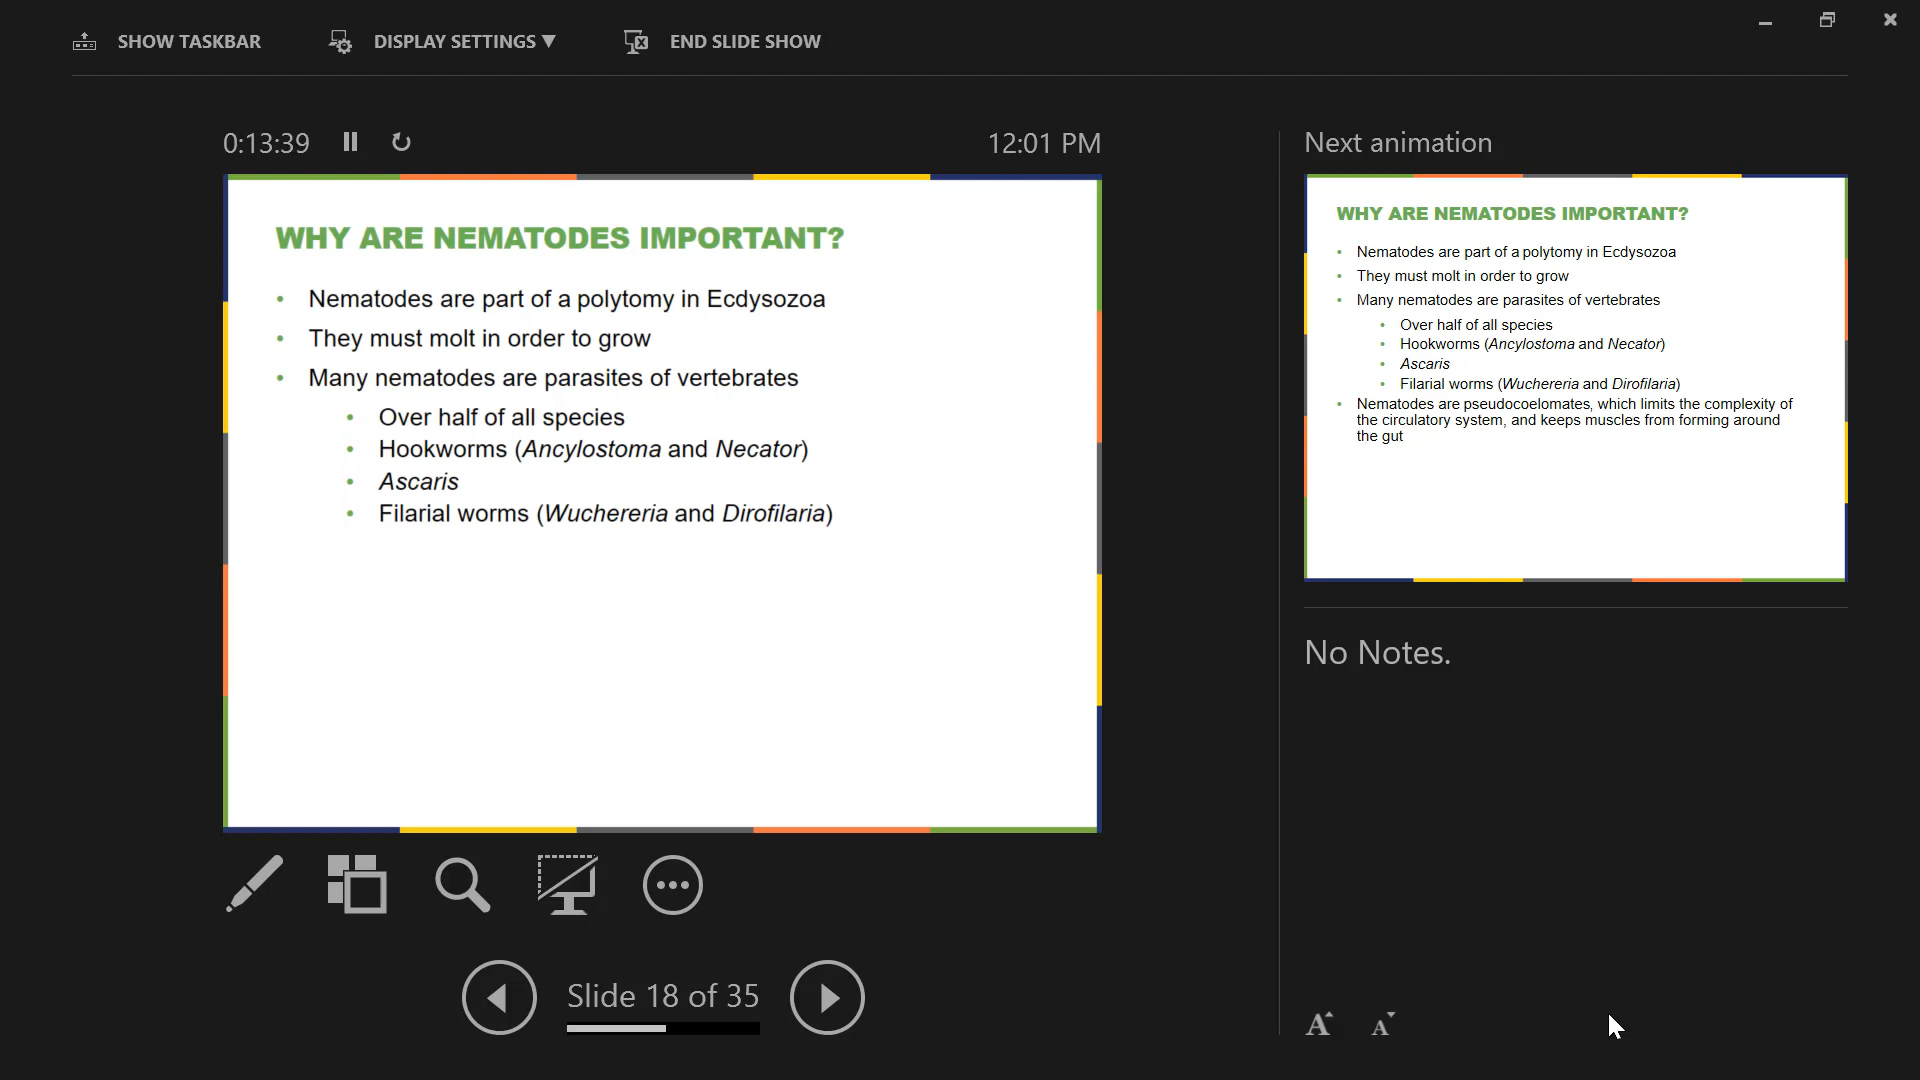 SHOW TASKBAR
DISPLAY SETTINGS ▼
END SLIDE SHOW
0:13:39
12:01 PM
WHY ARE NEMATODES IMPORTANT?
• Nematodes are part of a polytomy in Ecdysozoa
• They must molt in order to grow
• Many nematodes are parasites of vertebrates
• Over half of all species
• Hookworms (Ancylostoma and Necator)
• Ascaris
• Filarial worms (Wuchereria and Dirofilaria)
Slide 18 of 35
Next animation
WHY ARE NEMATODES IMPORTANT?
• Nematodes are part of a polytomy in Ecdysozoa
• They must molt in order to grow
• Many nematodes are parasites of vertebrates
• Over half of all species
• Hookworms (Ancylostoma and Necator)
• Ascaris
• Filarial worms (Wuchereria and Dirofilaria)
• Nematodes are pseudocoelomates, which limits the complexity of
the circulatory system, and keeps muscles from forming around
the gut
No Notes.
A A